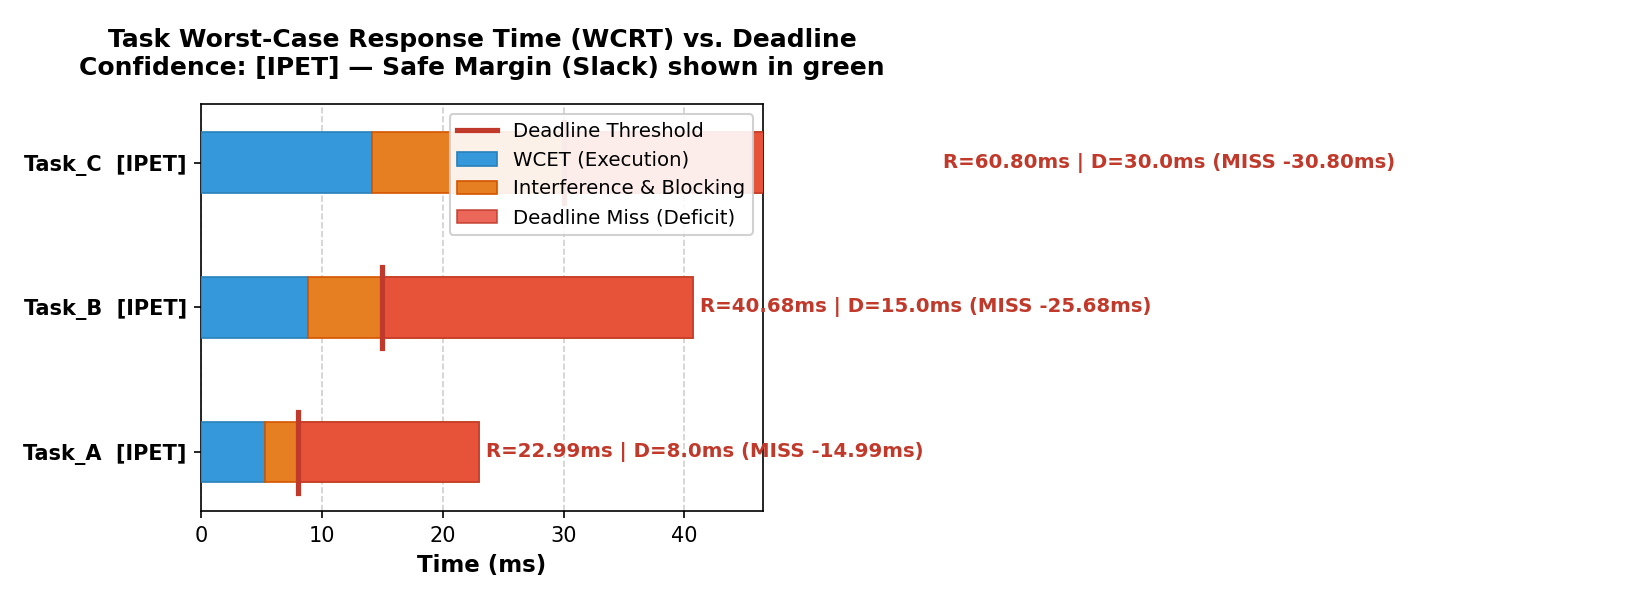 Task Worst-Case Response Time (WCRT) vs. Deadline
Confidence: [IPET] — Safe Margin (Slack) shown in green
Deadline Threshold
WCET (Execution)
Interference & Blocking
Deadline Miss (Deficit)
Task_C [IPET]
R=60.80ms | D=30.0ms (MISS -30.80ms)
Task_B [IPET]
R=40.68ms | D=15.0ms (MISS -25.68ms)
Task_A [IPET]
R=22.99ms | D=8.0ms (MISS -14.99ms)
0 10 20 30 40
Time (ms)